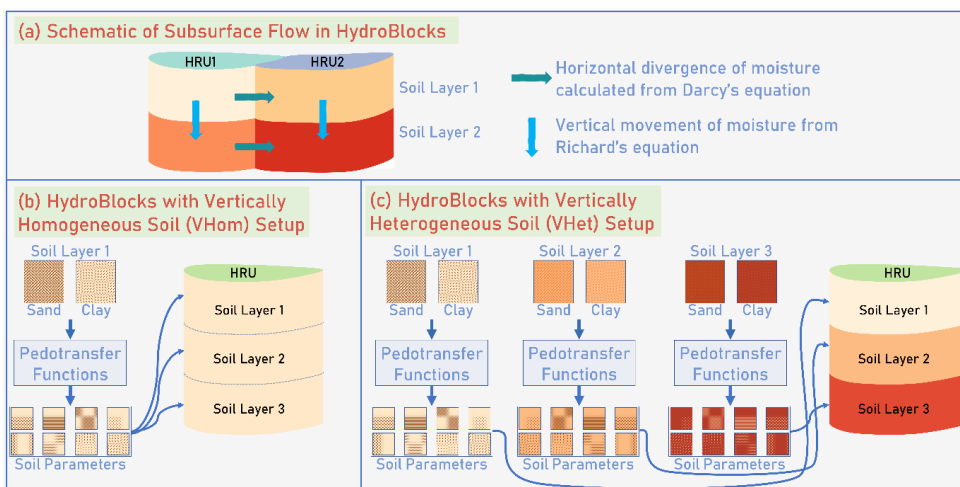 (a) Schematic of Subsurface Flow in HydroBlocks
HRU1
HRU2
Soil Layer 1
Soil Layer 2
Horizontal divergence of moisture
calculated from Darcy's equation
Vertical movement of moisture from
Richard's equation
(b) HydroBlocks with Vertically
Homogeneous Soil (VHom) Setup
Soil Layer 1
Sand
Clay
Pedotransfer
Functions
Soil Parameters
HRU
Soil Layer 1
Soil Layer 2
Soil Layer 3
(c) HydroBlocks with Vertically
Heterogeneous Soil (VHet) Setup
Soil Layer 1
Sand
Clay
Pedotransfer
Functions
Soil Parameters
Soil Layer 2
Sand
Clay
Pedotransfer
Functions
Soil Parameters
Soil Layer 3
Sand
Clay
Pedotransfer
Functions
Soil Parameters
HRU
Soil Layer 1
Soil Layer 2
Soil Layer 3